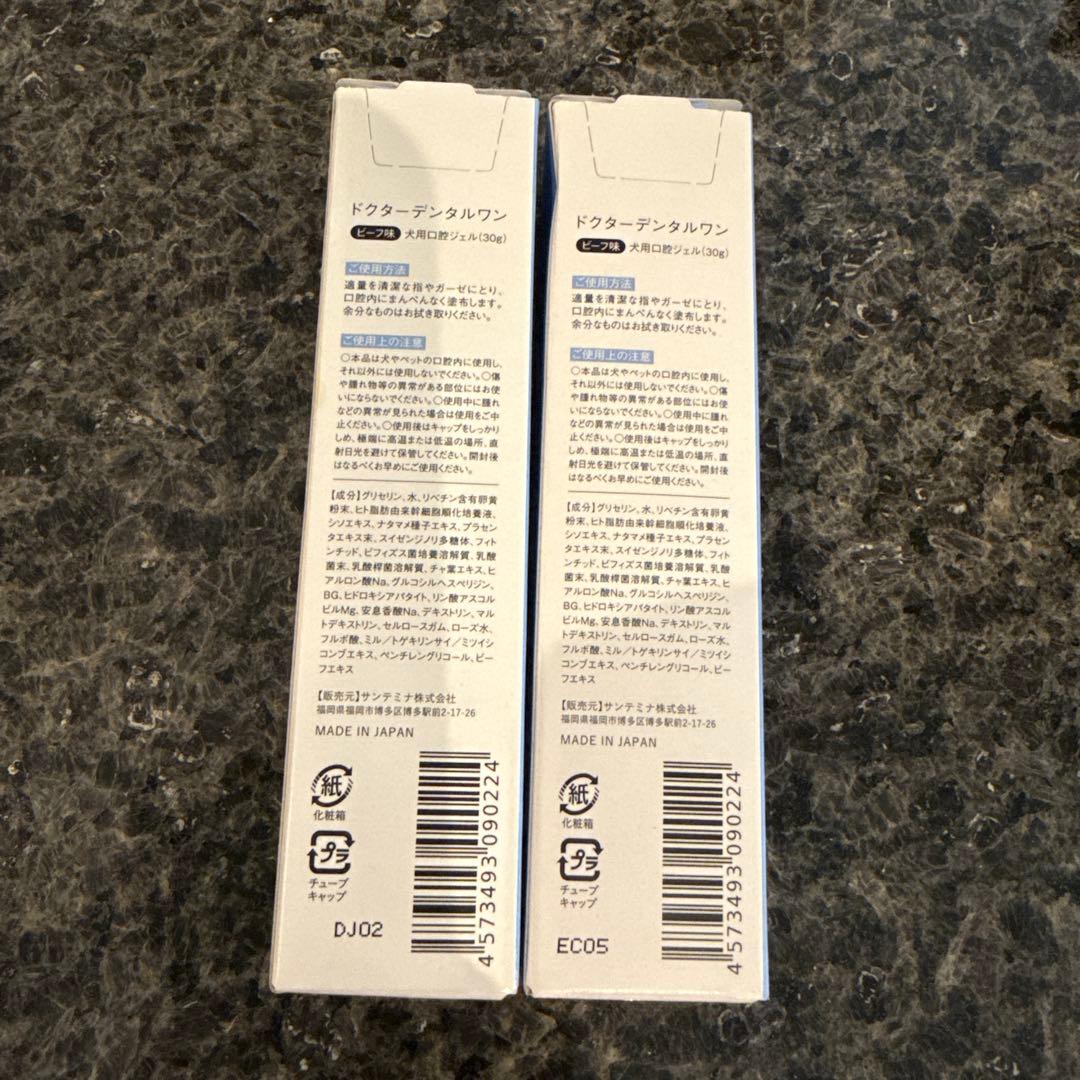 ドクターデンタルワン
ビーフ味 犬用口腔ジェル(30g)
ご使用方法
適量を清潔な指やガーゼにとり、
口腔内にまんべんなく塗布します。
余分なものはお拭き取りください。
ご使用上の注意
○本品は犬やペットの口腔内に使用し、
それ以外には使用しないでください。○傷
や腫れ物等の異常がある部位にはお使
いにならないでください。○使用中に腫れ
などの異常が見られた場合は使用をご中
止ください。○使用後はキャップをしっかり
しめ、極端に高温または低温の場所、直
射日光を避けて保管してください。開封後
はなるべくお早めにご使用ください。
【成分】グリセリン、水、リベチン含有卵黄
粉末、ヒト脂肪由来幹細胞順化培養液、
シソエキス、ナタマメ種子エキス、プラセン
タエキス末、スイゼンジノリ多糖体、フィト
ンチッド、ビフィズス菌培養溶解質、乳酸
菌末、乳酸桿菌溶解質、チャ葉エキス、ヒ
アルロン酸Na、グルコシルヘスペリジン、
BG、ヒドロキシアパタイト、リン酸アスコル
ビルMg、安息香酸Na、デキストリン、マル
トデキストリン、セルロースガム、ローズ水、
フルボ酸、ミル／トゲキリンサイ／ミツイシ
コンブエキス、ペンチレングリコール、ビー
フエキス
【販売元】サンテミナ株式会社
福岡県福岡市博多区博多駅前2-17-26
MADE IN JAPAN
紙
化粧箱
プラ
チューブ
キャップ
DJ02
4 573493 090224
ドクターデンタルワン
ビーフ味 犬用口腔ジェル(30g)
ご使用方法
適量を清潔な指やガーゼにとり、
口腔内にまんべんなく塗布します。
余分なものはお拭き取りください。
ご使用上の注意
○本品は犬やペットの口腔内に使用し、
それ以外には使用しないでください。○傷
や腫れ物等の異常がある部位にはお使
いにならないでください。○使用中に腫れ
などの異常が見られた場合は使用をご中
止ください。○使用後はキャップをしっかり
しめ、極端に高温または低温の場所、直
射日光を避けて保管してください。開封後
はなるべくお早めにご使用ください。
【成分】グリセリン、水、リベチン含有卵黄
粉末、ヒト脂肪由来幹細胞順化培養液、
シソエキス、ナタマメ種子エキス、プラセン
タエキス末、スイゼンジノリ多糖体、フィト
ンチッド、ビフィズス菌培養溶解質、乳酸
菌末、乳酸桿菌溶解質、チャ葉エキス、ヒ
アルロン酸Na、グルコシルヘスペリジン、
BG、ヒドロキシアパタイト、リン酸アスコル
ビルMg、安息香酸Na、デキストリン、マル
トデキストリン、セルロースガム、ローズ水、
フルボ酸、ミル／トゲキリンサイ／ミツイシ
コンブエキス、ペンチレングリコール、ビー
フエキス
【販売元】サンテミナ株式会社
福岡県福岡市博多区博多駅前2-17-26
MADE IN JAPAN
紙
化粧箱
プラ
チューブ
キャップ
EC05
4 573493 090224